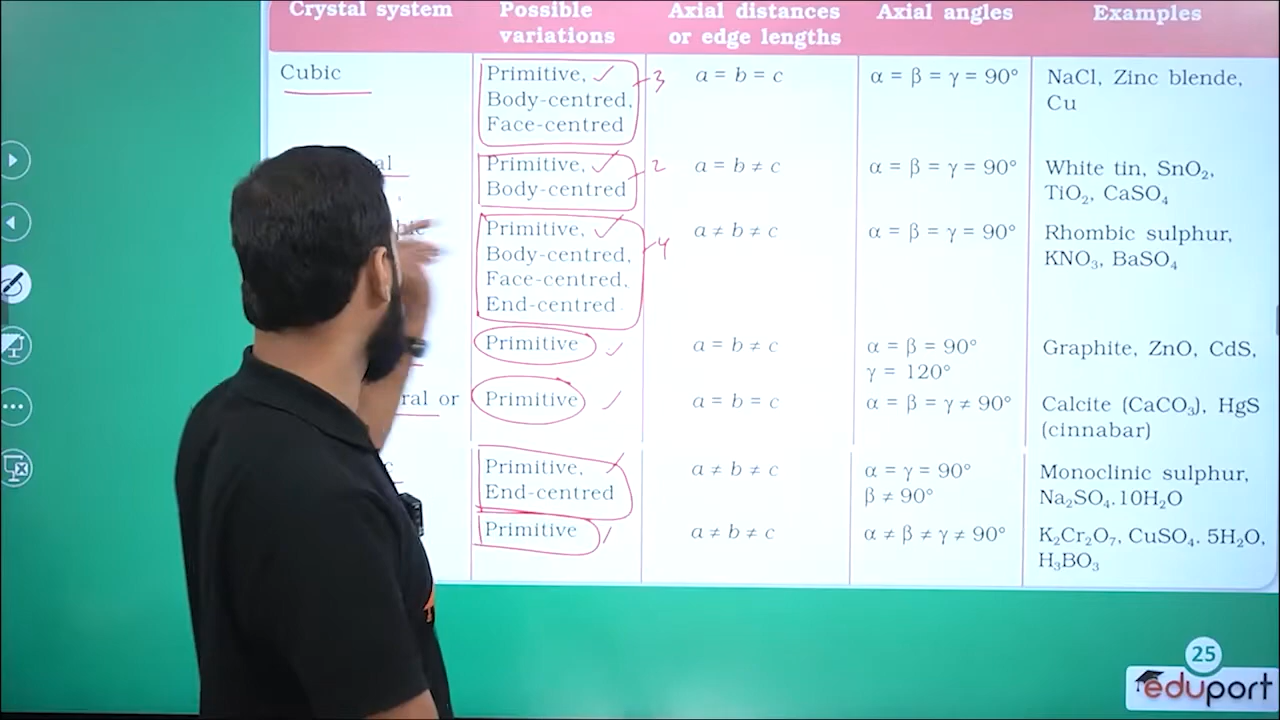 Crystal system
Possible variations
Axial distances or edge lengths
Axial angles
Examples
Cubic
Primitive,
Body-centred,
Face-centred
3
a = b = c
α = β = γ = 90°
NaCl, Zinc blende,
Cu
Primitive,
Body-centred
2
a = b ≠ c
α = β = γ = 90°
White tin, SnO₂,
TiO₂, CaSO₄
Primitive,
Body-centred,
Face-centred,
End-centred
4
a ≠ b ≠ c
α = β = γ = 90°
Rhombic sulphur,
KNO₃, BaSO₄
Primitive
a = b ≠ c
α = β = 90°
γ = 120°
Graphite, ZnO, CdS,
or
Primitive
a = b = c
α = β = γ ≠ 90°
Calcite (CaCO₃), HgS
(cinnabar)
Primitive,
End-centred
a ≠ b ≠ c
α = γ = 90°
β ≠ 90°
Monoclinic sulphur,
Na₂SO₄.10H₂O
Primitive
a ≠ b ≠ c
α ≠ β ≠ γ ≠ 90°
K₂Cr₂O₇, CuSO₄. 5H₂O,
H₃BO₃
25
eduport